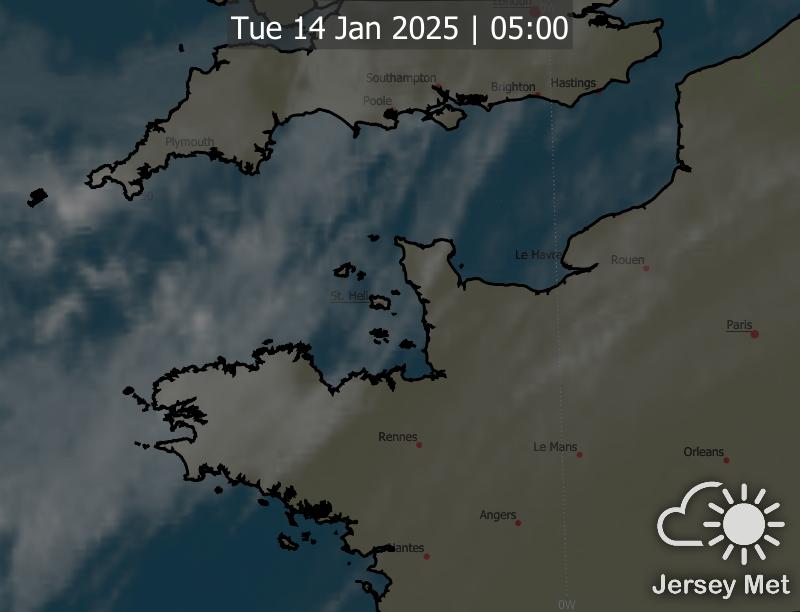 London
Tue 14 Jan 2025 | 05:00
Southampton
Brighton
Hastings
Poole
Plymouth
Le Havre
Rouen
St. Heli
Paris
Rennes
Le Mans
Orleans
Angers
Nantes
Jersey Met
0W